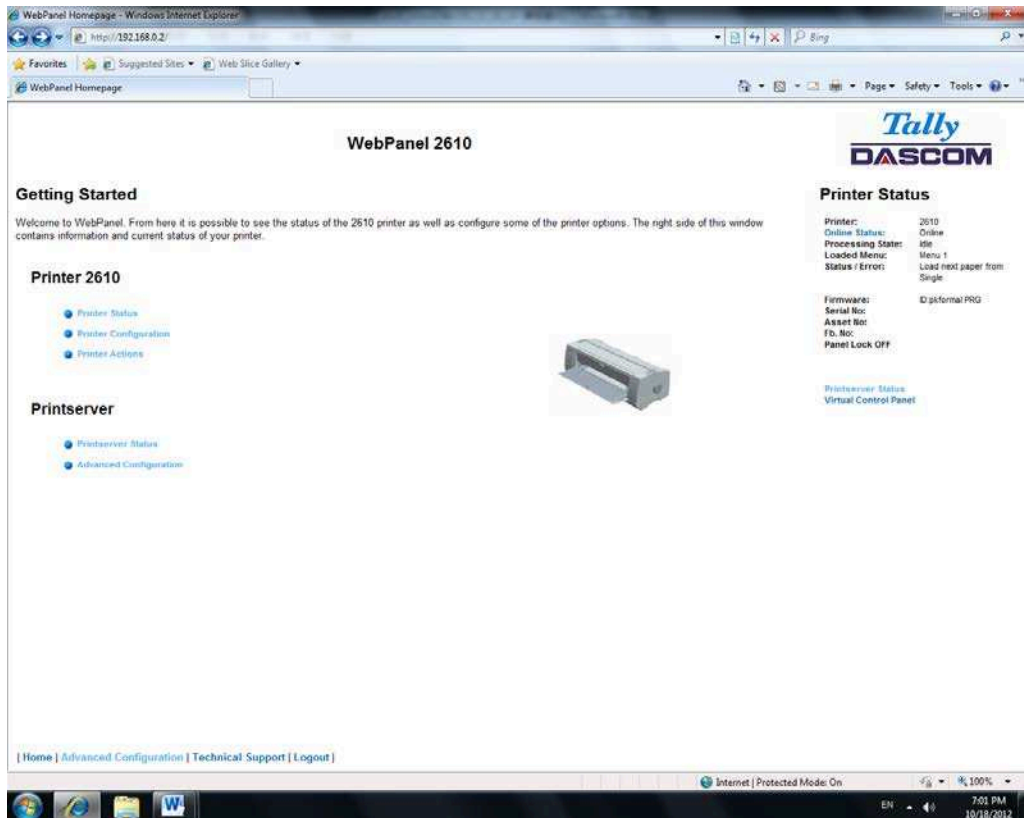 WebPanel Homepage - Windows Internet Explorer
http://192.168.0.2/
Bing
Favorites Suggested Sites Web Slice Gallery
WebPanel Homepage
Page Safety Tools
WebPanel 2610
Tally
DASCOM
Getting Started
Welcome to WebPanel. From here it is possible to see the status of the 2610 printer as well as configure some of the printer options. The right side of this window
contains information and current status of your printer.
Printer 2610
Printer Status
Printer Configuration
Printer Actions
Printserver
Printserver Status
Advanced Configuration
Printer Status
Printer: 2610
Online Status: Online
Processing State: Idle
Loaded Menu: Menu 1
Status / Error: Load next paper from
Single
Firmware: ID pkformal PRG
Serial No:
Asset No:
Fb. No:
Panel Lock OFF
Printserver Status
Virtual Control Panel
| Home | Advanced Configuration | Technical Support | Logout |
Internet | Protected Mode: On 100%
EN 7:01 PM
10/18/2012